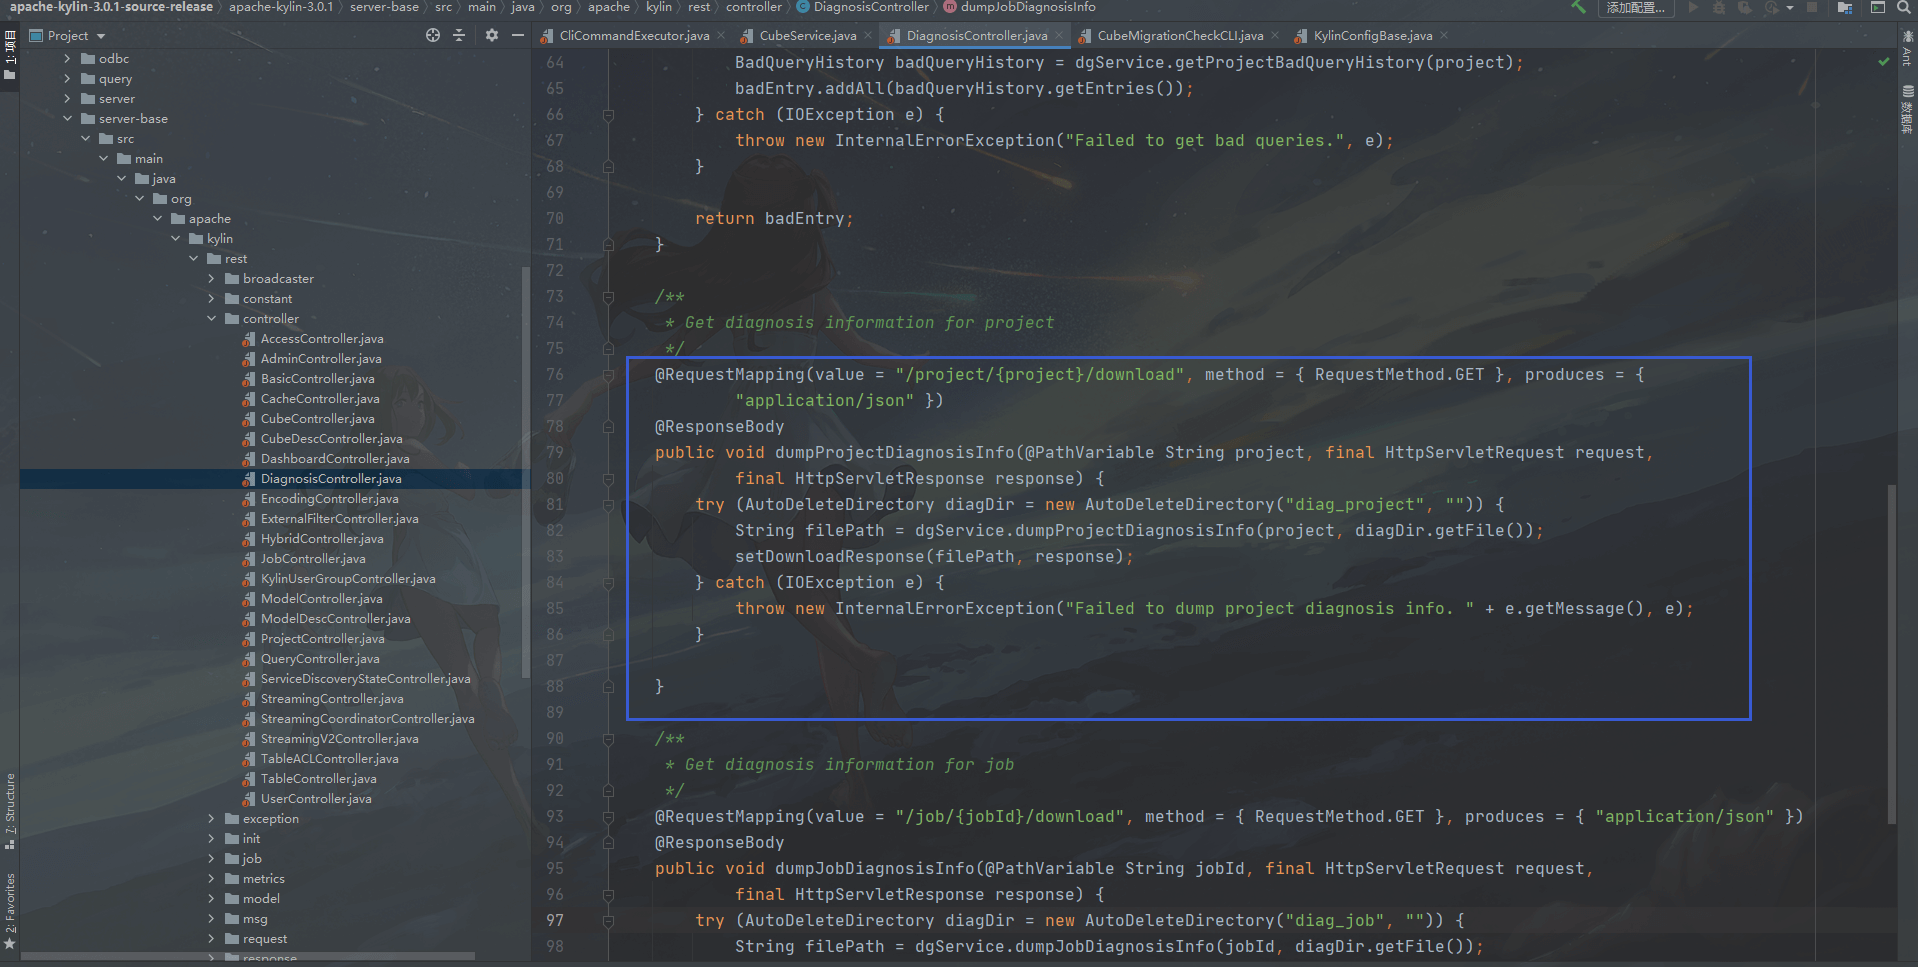 apache-kylin-3.0.1-source-release 〉 apache-kylin-3.0.1 〉 server-base 〉 src 〉 main 〉 java 〉 org 〉 apache 〉 kylin 〉 rest 〉 controller 〉 DiagnosisController 〉 dumpJobDiagnosisInfo
添加配置...
1: 项目
Project
CliCommandExecutor.java
CubeService.java
DiagnosisController.java
CubeMigrationCheckCLI.java
KylinConfigBase.java
odbc
query
server
server-base
src
main
java
org
apache
kylin
rest
broadcaster
constant
controller
AccessController.java
AdminController.java
BasicController.java
CacheController.java
CubeController.java
CubeDescController.java
DashboardController.java
DiagnosisController.java
EncodingController.java
ExternalFilterController.java
HybridController.java
JobController.java
KylinUserGroupController.java
ModelController.java
ModelDescController.java
ProjectController.java
QueryController.java
ServiceDiscoveryStateController.java
StreamingController.java
StreamingCoordinatorController.java
StreamingV2Controller.java
TableACLController.java
TableController.java
UserController.java
exception
init
job
metrics
model
msg
request
response
7: Structure
2: Favorites
64 BadQueryHistory badQueryHistory = dgService.getProjectBadQueryHistory(project);
65 badEntry.addAll(badQueryHistory.getEntries());
66 } catch (IOException e) {
67 throw new InternalErrorException("Failed to get bad queries.", e);
68 }
69
70 return badEntry;
71 }
72
73 /**
74 * Get diagnosis information for project
75 */
76 @RequestMapping(value = "/project/{project}/download", method = { RequestMethod.GET }, produces = {
77 "application/json" })
78 @ResponseBody
79 public void dumpProjectDiagnosisInfo(@PathVariable String project, final HttpServletRequest request,
80 final HttpServletResponse response) {
81 try (AutoDeleteDirectory diagDir = new AutoDeleteDirectory("diag_project", "")) {
82 String filePath = dgService.dumpProjectDiagnosisInfo(project, diagDir.getFile());
83 setDownloadResponse(filePath, response);
84 } catch (IOException e) {
85 throw new InternalErrorException("Failed to dump project diagnosis info. " + e.getMessage(), e);
86 }
87
88 }
89
90 /**
91 * Get diagnosis information for job
92 */
93 @RequestMapping(value = "/job/{jobId}/download", method = { RequestMethod.GET }, produces = { "application/json" })
94 @ResponseBody
95 public void dumpJobDiagnosisInfo(@PathVariable String jobId, final HttpServletRequest request,
96 final HttpServletResponse response) {
97 try (AutoDeleteDirectory diagDir = new AutoDeleteDirectory("diag_job", "")) {
98 String filePath = dgService.dumpJobDiagnosisInfo(jobId, diagDir.getFile());
Ant
数据库